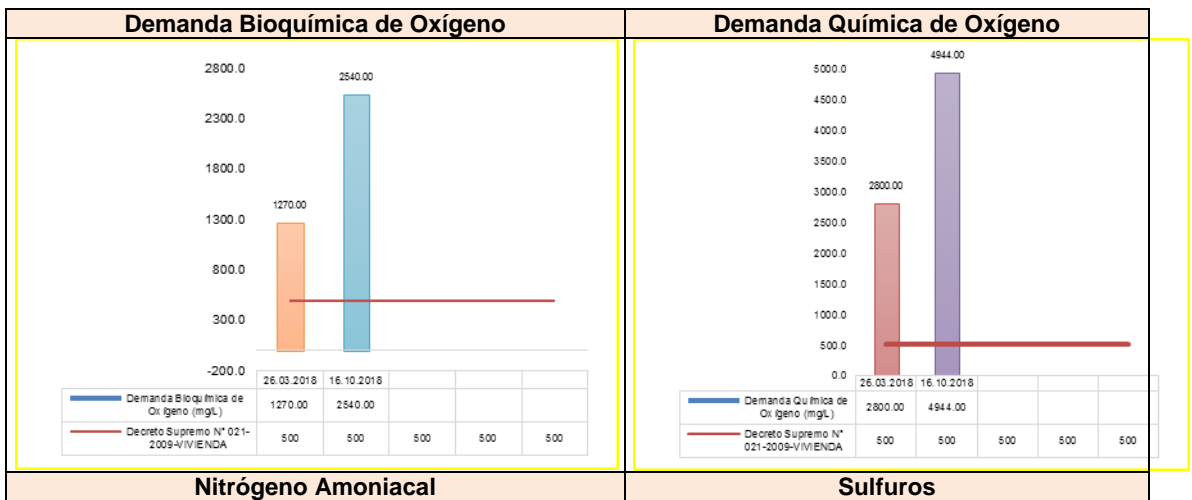 Demanda Bioquímica de Oxígeno
2800.0
2300.0
1800.0
1300.0
800.0
300.0
-200.0
1270.00
2540.00
26.03.2018 16.10.2018
Demanda Bioquímica de
Oxígeno (mg/L)
1270.00 2540.00
Decreto Supremo N° 021-
2009-VIVIENDA
500 500 500 500 500
Demanda Química de Oxígeno
5000.0
4500.0
4000.0
3500.0
3000.0
2500.0
2000.0
1500.0
1000.0
500.0
0.0
2800.00
4944.00
26.03.2018 16.10.2018
Demanda Química de
Oxígeno (mg/L)
2800.00 4944.00
Decreto Supremo N°
021-2009-VIVIENDA
500 500 500 500 500
Nitrógeno Amoniacal
Sulfuros